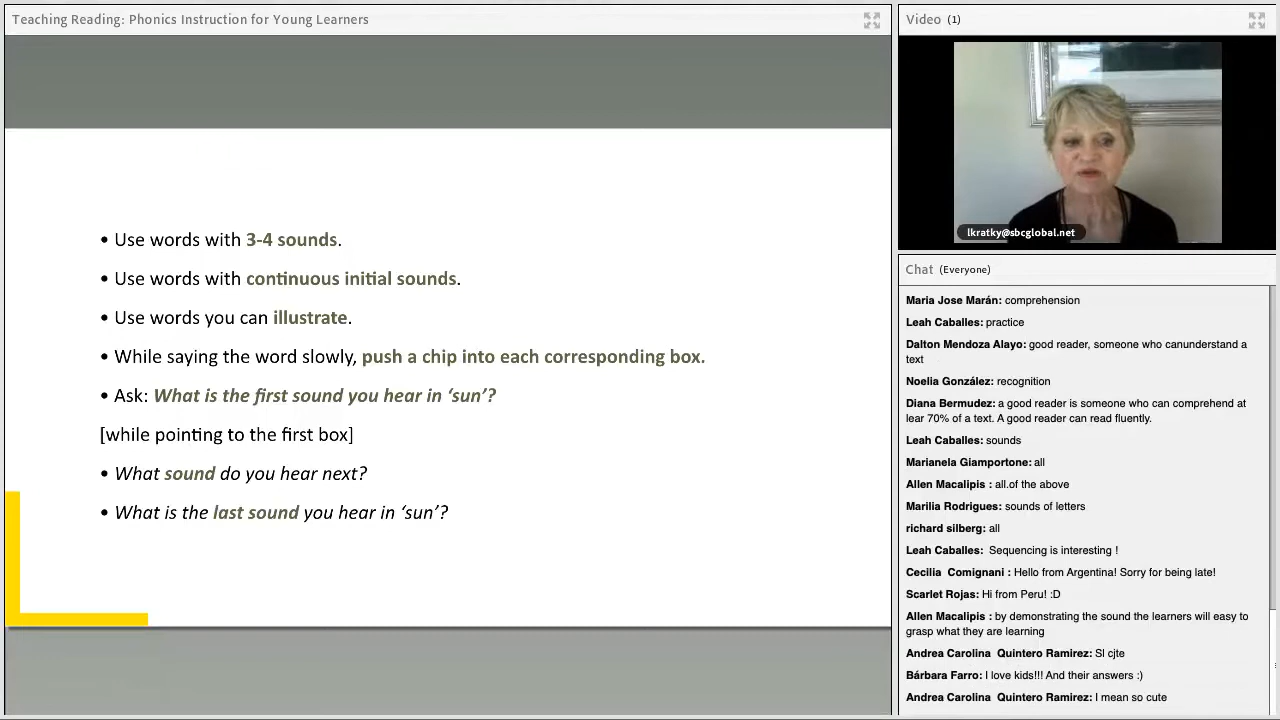 Teaching Reading: Phonics Instruction for Young Learners
• Use words with 3-4 sounds.
• Use words with continuous initial sounds.
• Use words you can illustrate.
• While saying the word slowly, push a chip into each corresponding box.
• Ask: What is the first sound you hear in ‘sun’?
[while pointing to the first box]
• What sound do you hear next?
• What is the last sound you hear in ‘sun’?
Video (1)
lkratky@sbcglobal.net
Chat (Everyone)
Maria Jose Marán: comprehension
Leah Caballes: practice
Dalton Mendoza Alayo: good reader, someone who canunderstand a
text
Noelia González: recognition
Diana Bermudez: a good reader is someone who can comprehend at
lear 70% of a text. A good reader can read fluently.
Leah Caballes: sounds
Marianela Giamportone: all
Allen Macalipis : all.of the above
Marilia Rodrigues: sounds of letters
richard silberg: all
Leah Caballes: Sequencing is interesting !
Cecilia Comignani : Hello from Argentina! Sorry for being late!
Scarlet Rojas: Hi from Peru! :D
Allen Macalipis : by demonstrating the sound the learners will easy to
grasp what they are learning
Andrea Carolina Quintero Ramirez: Sl cjte
Bárbara Farro: I love kids!!! And their answers :)
Andrea Carolina Quintero Ramirez: I mean so cute